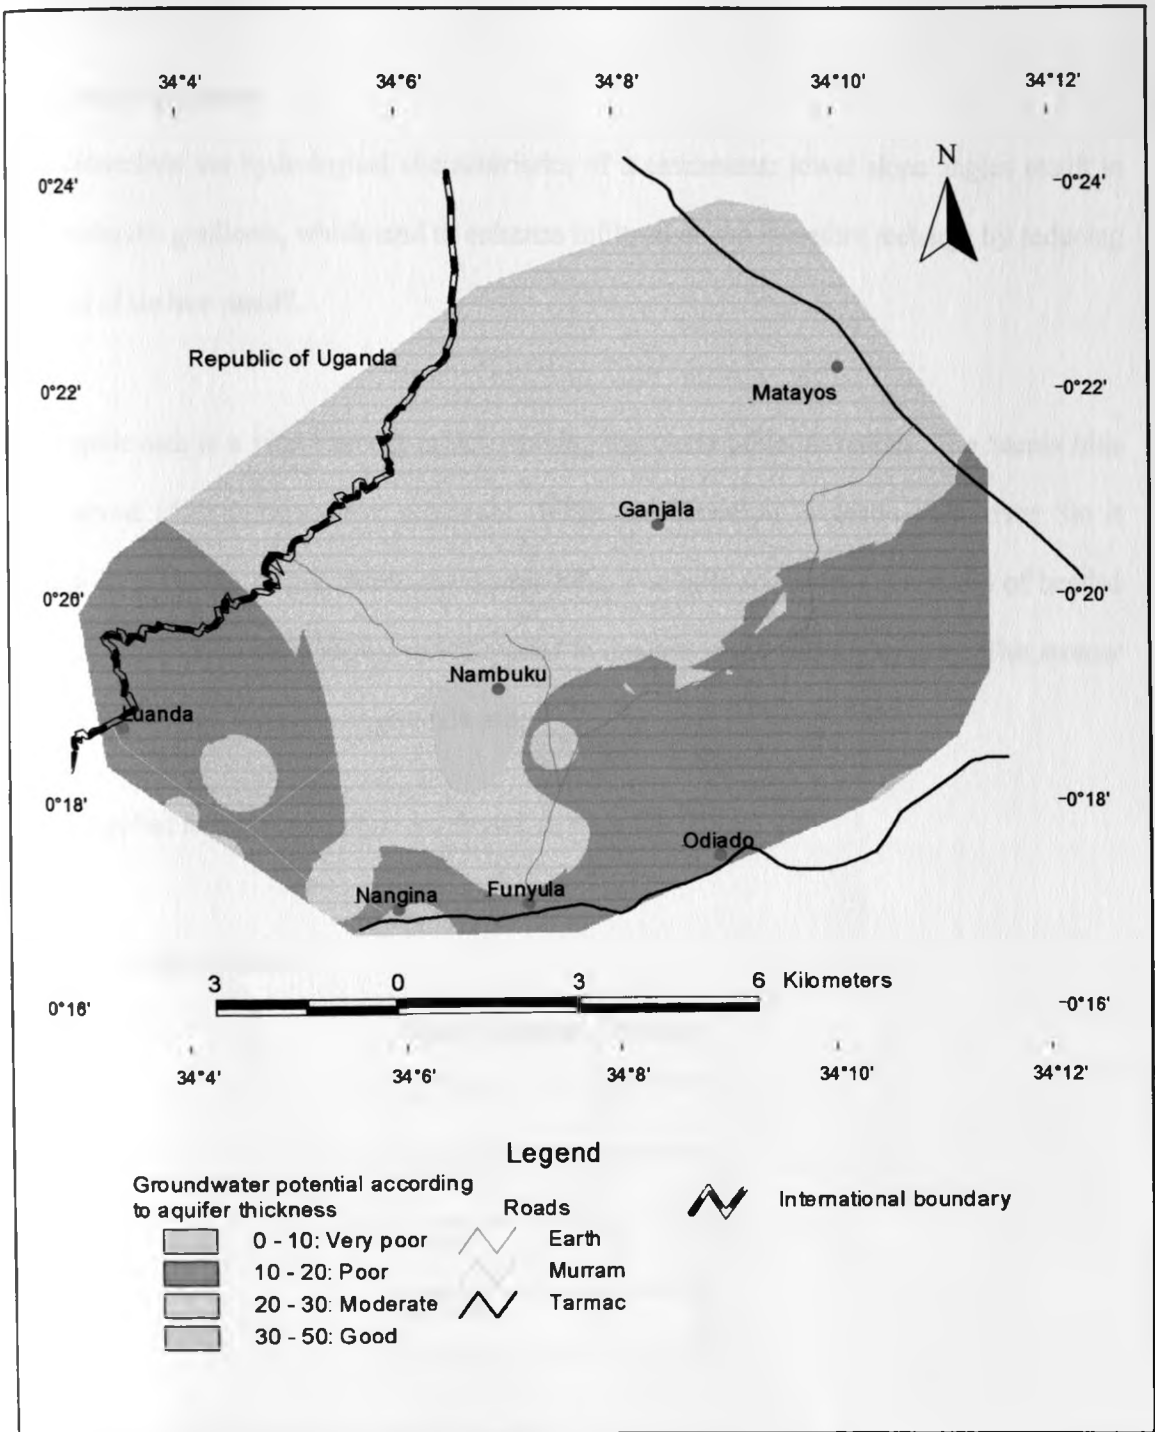 34°4' 34°6' 34°8' 34°10' 34°12'
N
0°24' 0°24'
Republic of Uganda
0°22' 0°22'
Matayos
Ganjala
0°20' 0°20'
Nambuku
Luanda
0°18' 0°18'
Odiado
Nangina Funyula
3 0 3 6 Kilometers
0°16' 0°16'
34°4' 34°6' 34°8' 34°10' 34°12'
Legend
Groundwater potential according
to aquifer thickness
0 - 10: Very poor
10 - 20: Poor
20 - 30: Moderate
30 - 50: Good
Roads
Earth
Murram
Tarmac
International boundary